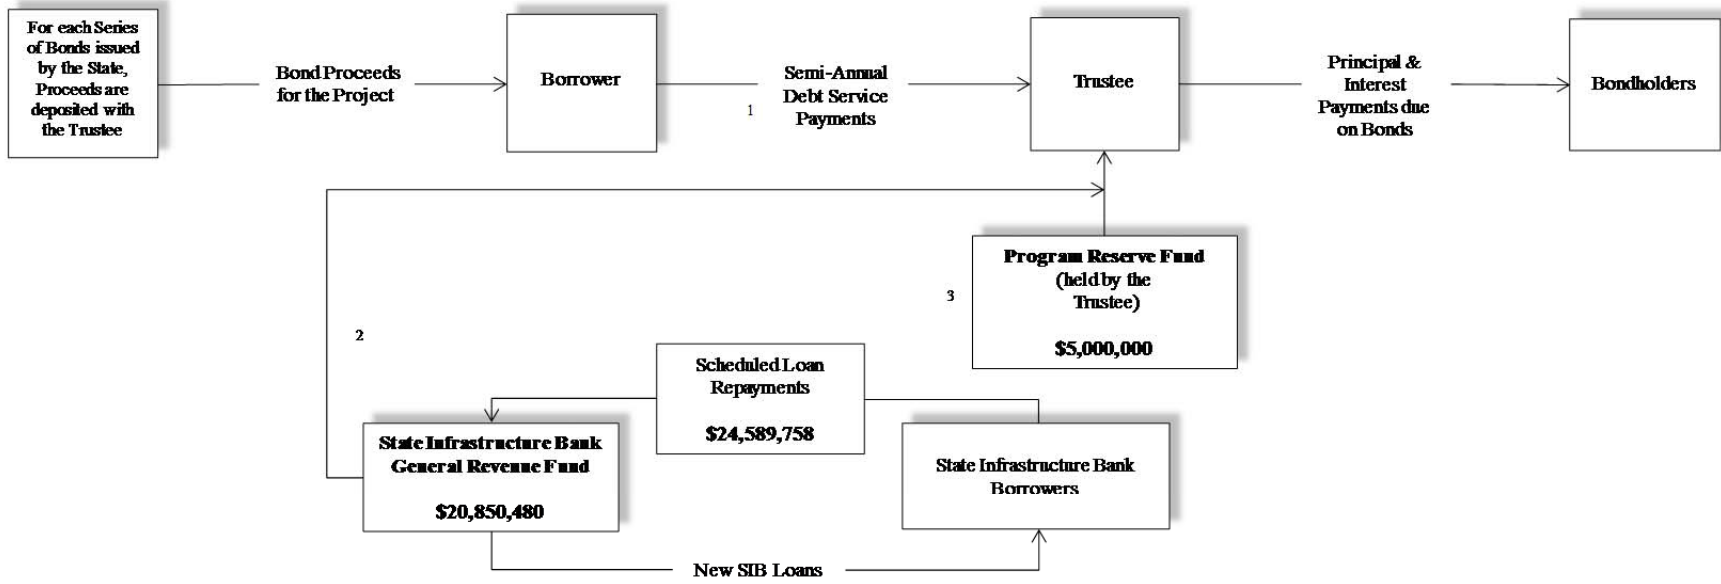 For each Series
of Bonds issued
by the State,
Proceeds are
deposited with
the Trustee
Bond Proceeds
for the Project
Borrower
1
Semi-Annual
Debt Service
Payments
Trustee
Principal &
Interest
Payments due
on Bonds
Bondholders
2
3
Program Reserve Fund
(held by the
Trustee)
$5,000,000
Scheduled Loan
Repayments
$24,589,758
State Infrastructure Bank
General Revenue Fund
$20,850,480
State Infrastructure Bank
Borrowers
New SIB Loans